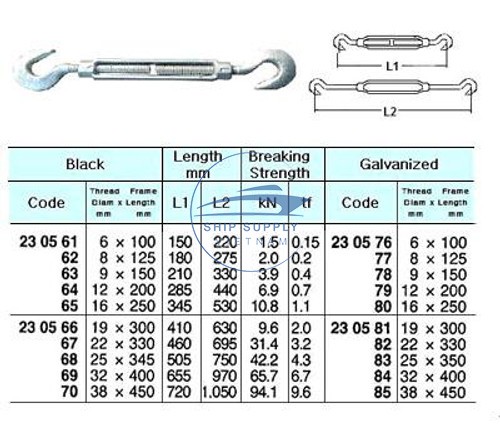 L1
L2
Black Length mm Breaking Strength Galvanized
Code Thread Diam mm x Frame Length mm L1 L2 kN tf Code Thread Diam mm x Frame Length mm
SHIP SUPPLY
VIETNAM
23 05 61 6 × 100 150 220 1.5 0.15 23 05 76 6 × 100
62 8 × 125 180 275 2.0 0.2 77 8 × 125
63 9 × 150 210 330 3.9 0.4 78 9 × 150
64 12 × 200 285 440 6.9 0.7 79 12 × 200
65 16 × 250 345 530 10.8 1.1 80 16 × 250
23 05 66 19 × 300 410 630 9.6 2.0 23 05 81 19 × 300
67 22 × 330 460 695 31.4 3.2 82 22 × 330
68 25 × 345 505 750 42.2 4.3 83 25 × 350
69 32 × 400 655 970 65.7 6.7 84 32 × 400
70 38 × 450 720 1.050 94.1 9.6 85 38 × 450